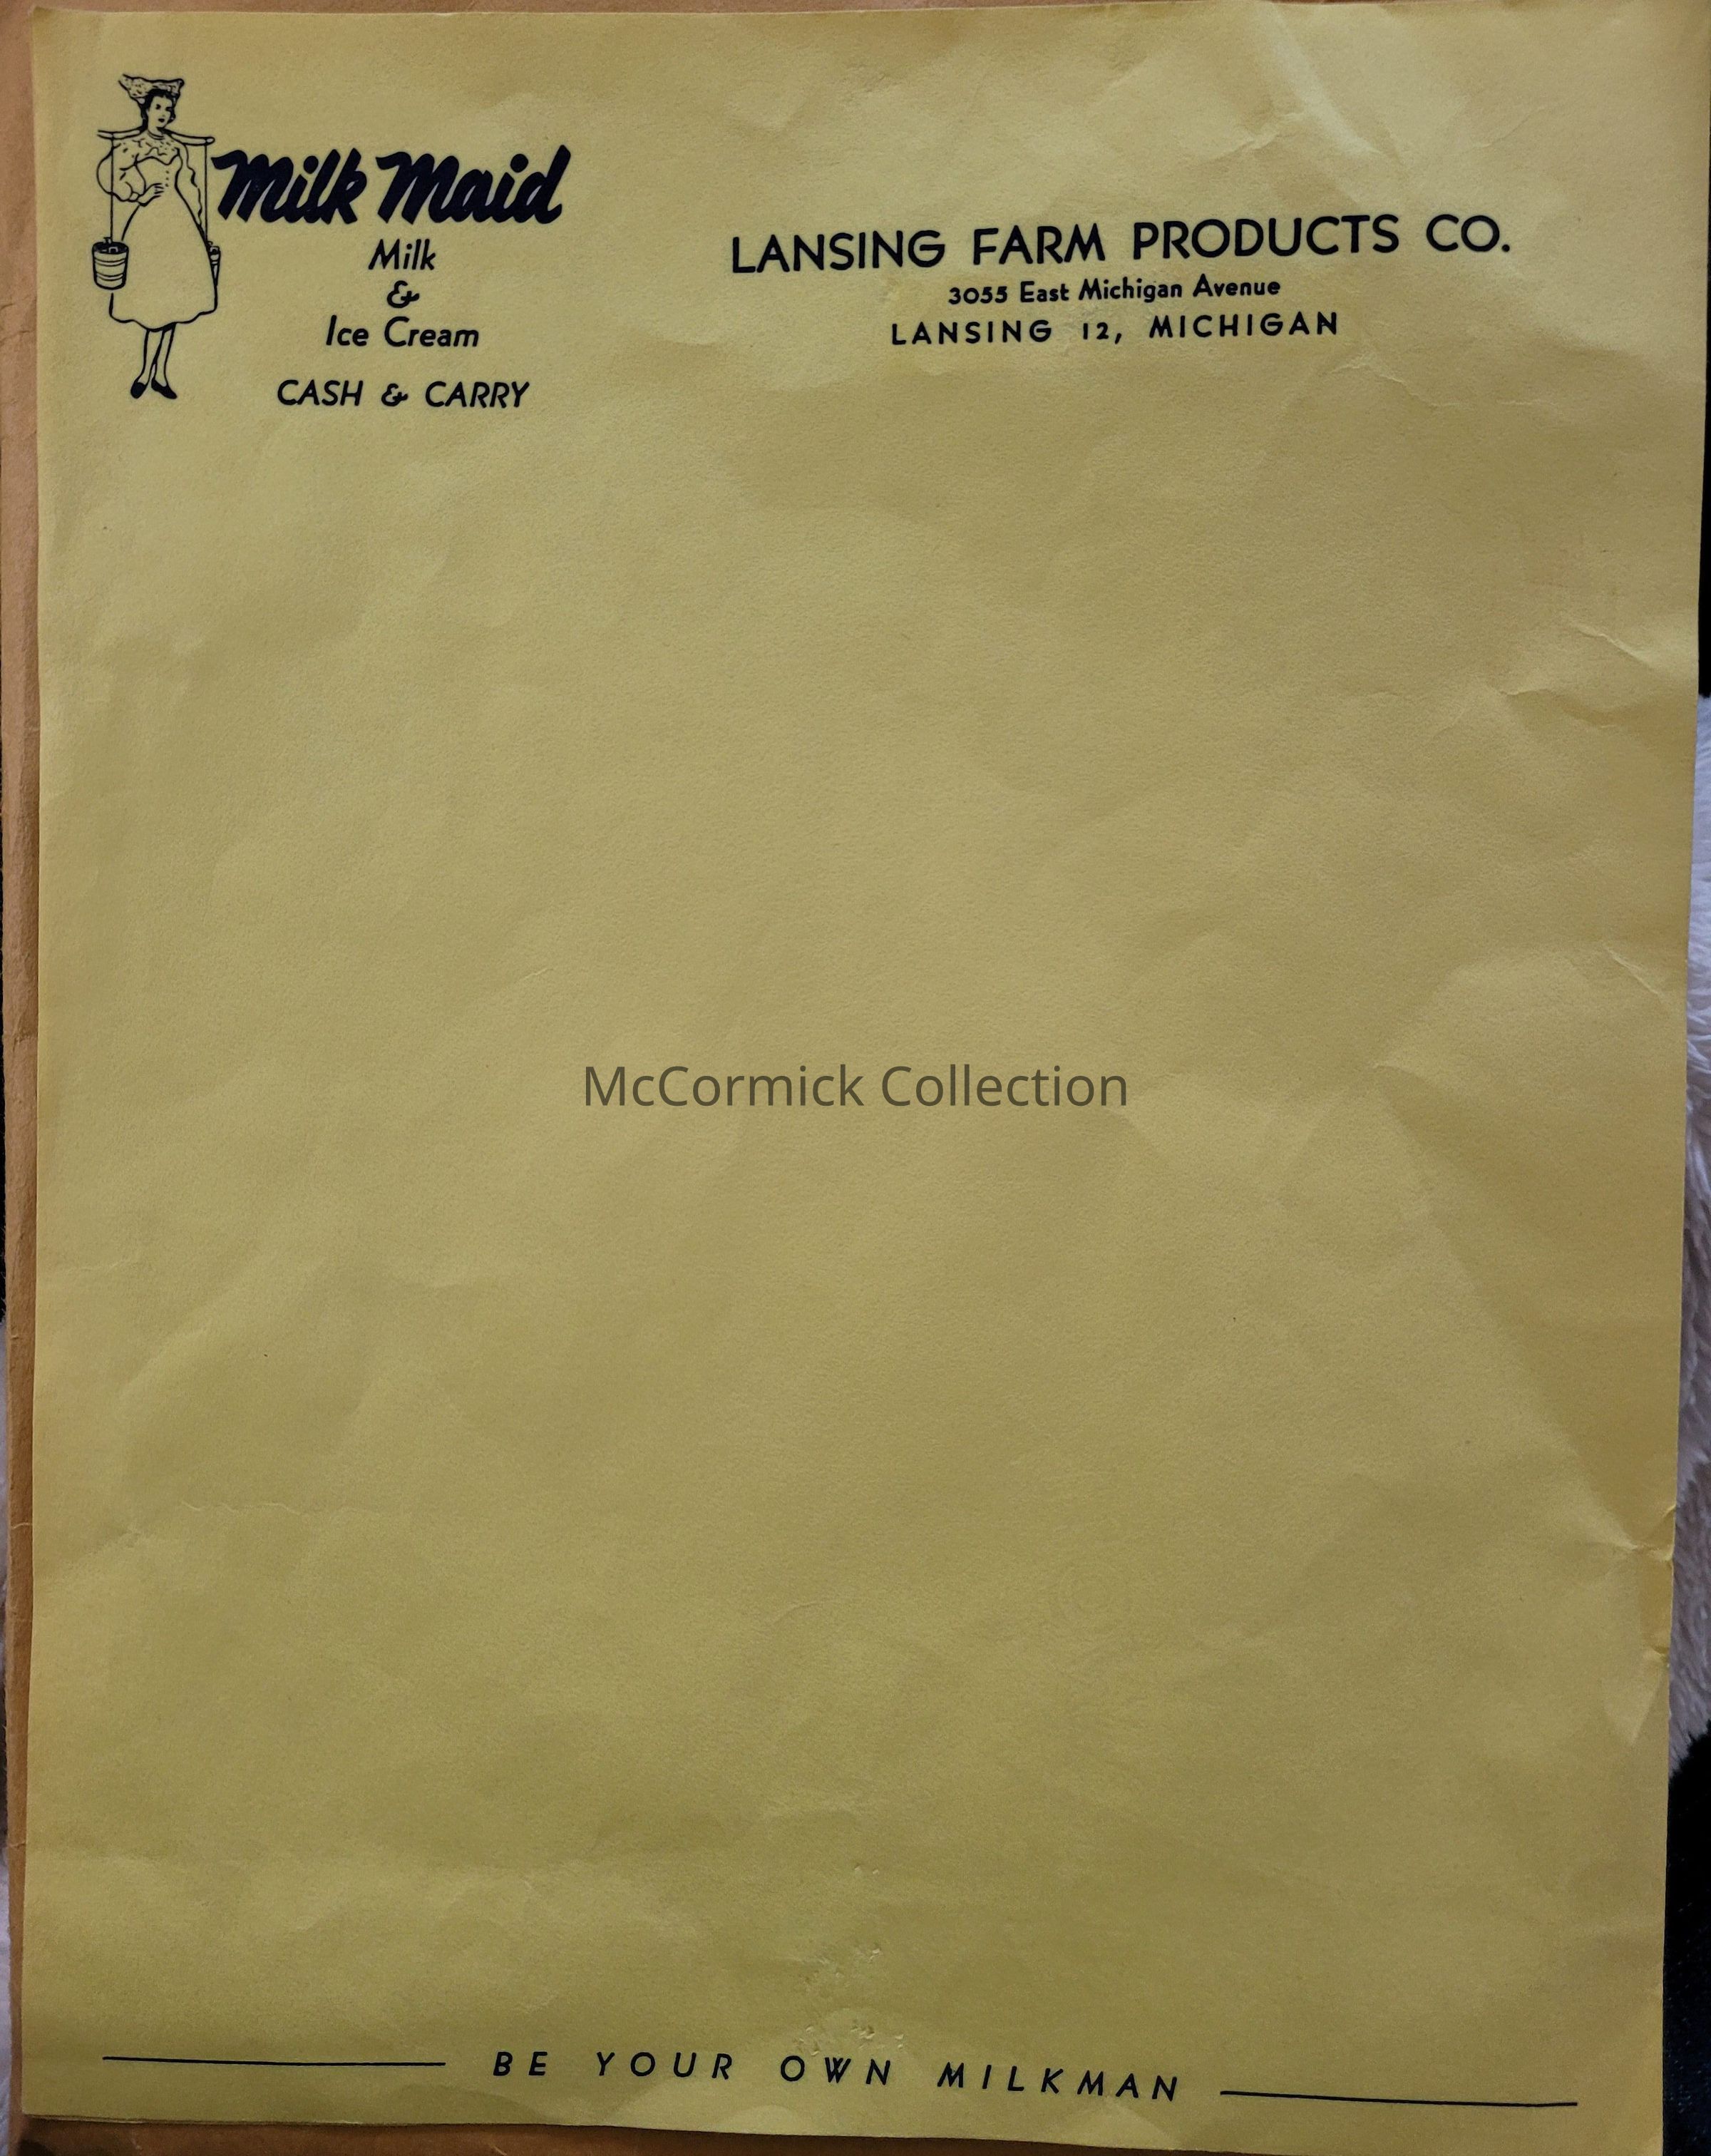 Milk Maid
Milk
&
Ice Cream
CASH & CARRY
LANSING FARM PRODUCTS CO.
3055 East Michigan Avenue
LANSING 12, MICHIGAN
McCormick Collection
BE YOUR OWN MILKMAN